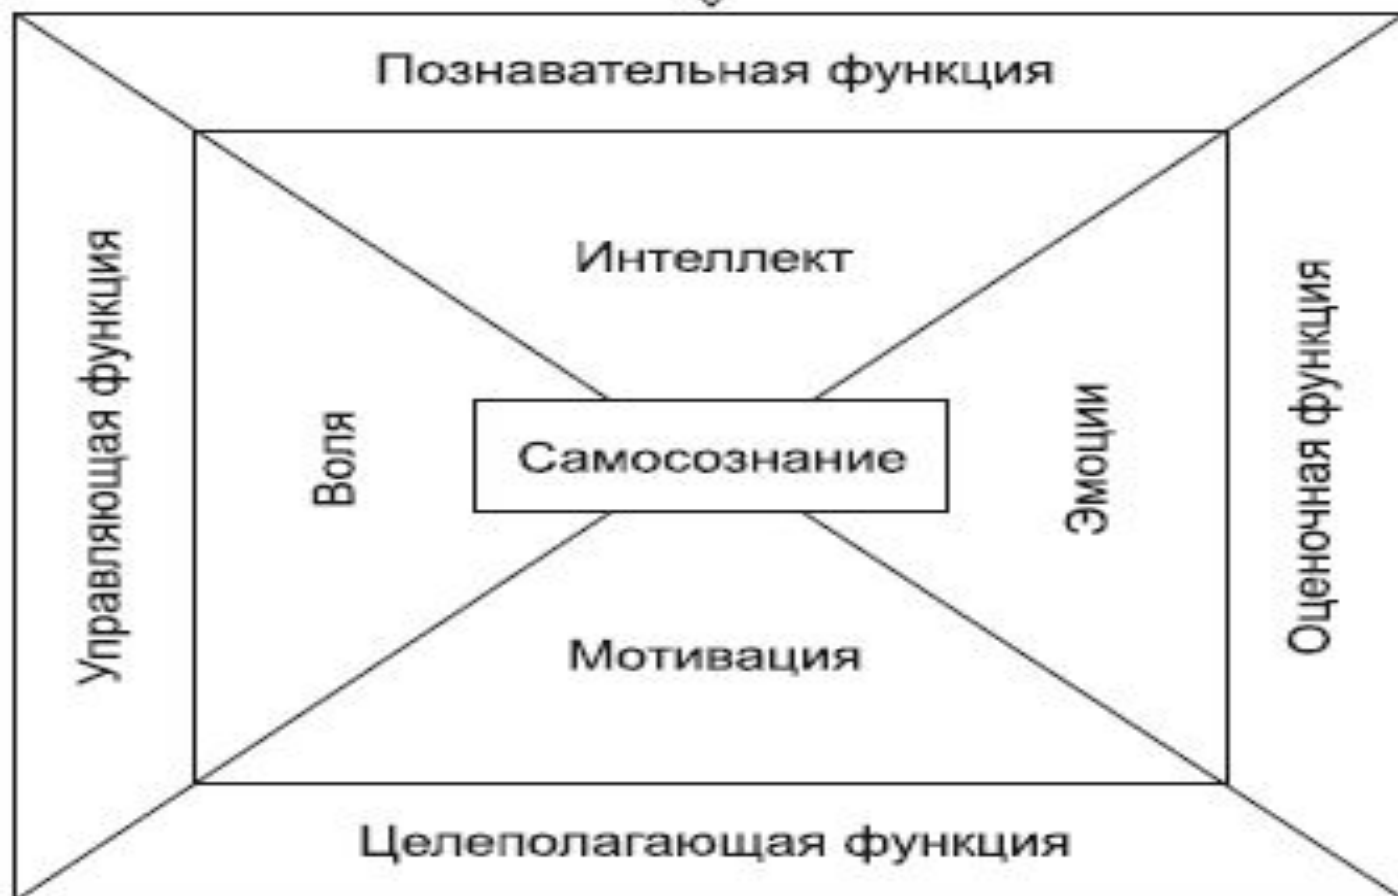 Познавательная функция
Интеллект
Управляющая функция
Воля
Самосознание
Эмоции
Оценочная функция
Мотивация
Целеполагающая функция